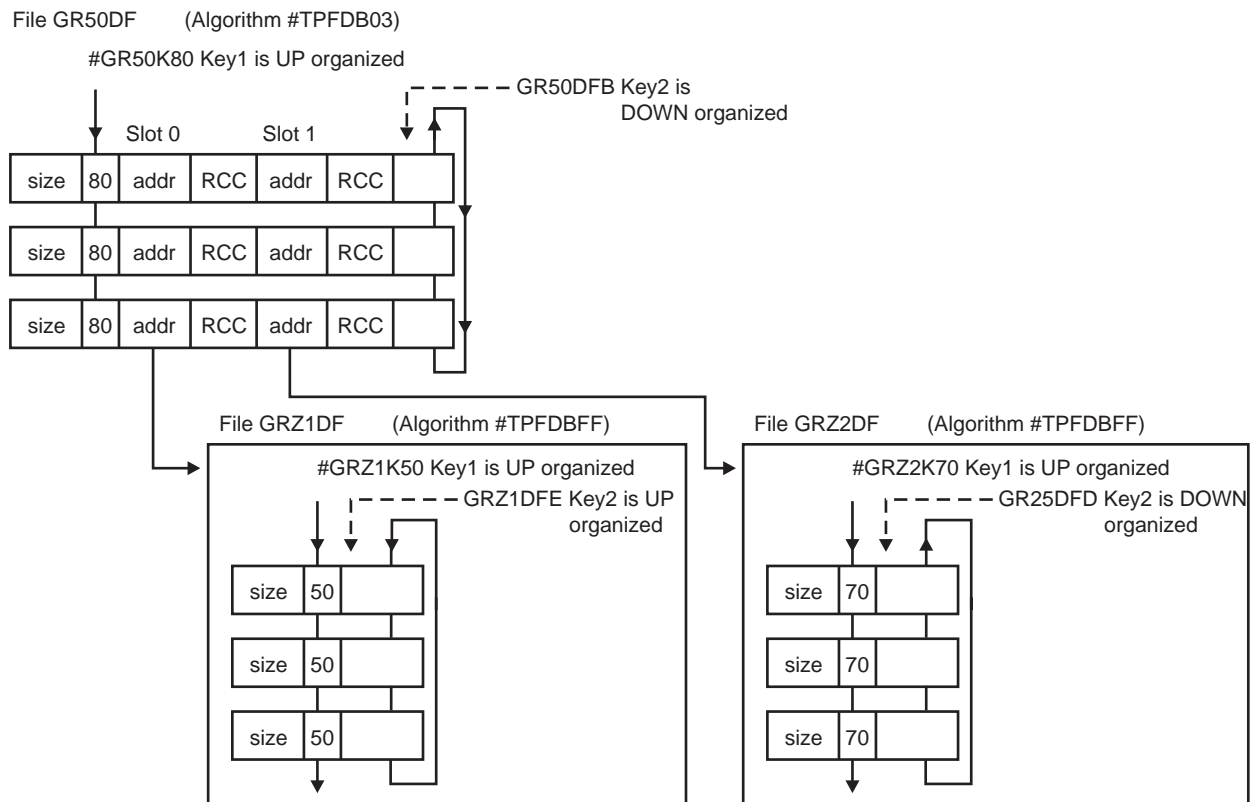 File GR50DF (Algorithm #TPFDB03)
#GR50K80 Key1 is UP organized
GR50DFB Key2 is
DOWN organized
Slot 0 Slot 1
size 80 addr RCC addr RCC
size 80 addr RCC addr RCC
size 80 addr RCC addr RCC
File GRZ1DF (Algorithm #TPFDBFF)
#GRZ1K50 Key1 is UP organized
GRZ1DFE Key2 is UP
organized
size 50
size 50
size 50
File GRZ2DF (Algorithm #TPFDBFF)
#GRZ2K70 Key1 is UP organized
GR25DFD Key2 is DOWN
organized
size 70
size 70
size 70